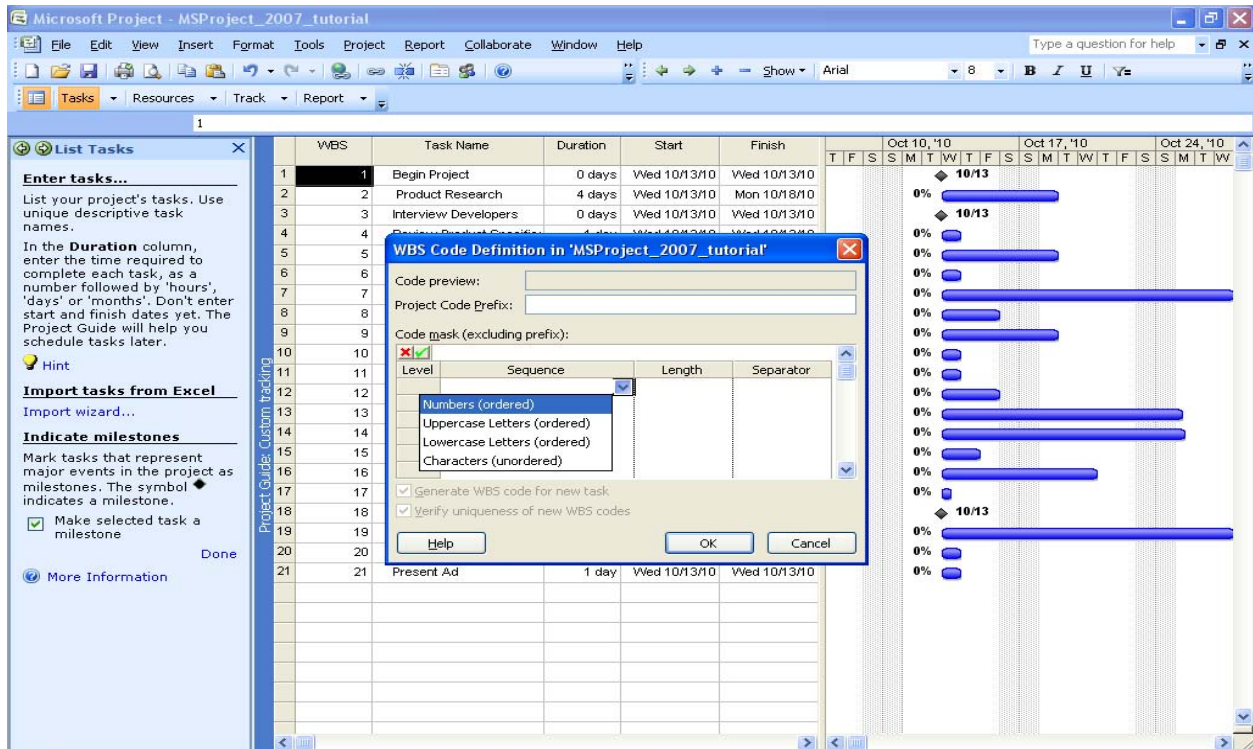 Microsoft Project - MSProject_2007_tutorial
File Edit View Insert Format Tools Project Report Collaborate Window Help
Type a question for help
Show Arial 8 B I U
Tasks Resources Track Report
1
List Tasks
Enter tasks...
List your project's tasks. Use
unique descriptive task
names.
In the Duration column,
enter the time required to
complete each task, as a
number followed by 'hours',
'days' or 'months'. Don't enter
start and finish dates yet. The
Project Guide will help you
schedule tasks later.
Hint
Import tasks from Excel
Import wizard...
Indicate milestones
Mark tasks that represent
major events in the project as
milestones. The symbol ◆
indicates a milestone.
Make selected task a
milestone
Done
More Information
Project Guide: Custom tracking
WBS Task Name Duration Start Finish
Oct 10, '10 Oct 17, '10 Oct 24, '10
T F S S M T W T F S S M T W T F S S M T W
1 1 Begin Project 0 days Wed 10/13/10 Wed 10/13/10 10/13
2 2 Product Research 4 days Wed 10/13/10 Mon 10/18/10 0%
3 3 Interview Developers 0 days Wed 10/13/10 Wed 10/13/10 10/13
4 4 0%
5 5 0%
6 6 0%
7 7 0%
8 8 0%
9 9 0%
10 10 0%
11 11 0%
12 12 0%
13 13 0%
14 14 0%
15 15 0%
16 16 0%
17 17 0%
18 18 10/13
19 19 0%
20 20 0%
21 21 Present Ad 1 day Wed 10/13/10 Wed 10/13/10 0%
WBS Code Definition in 'MSProject_2007_tutorial'
Code preview:
Project Code Prefix:
Code mask (excluding prefix):
Level Sequence Length Separator
Numbers (ordered)
Uppercase Letters (ordered)
Lowercase Letters (ordered)
Characters (unordered)
Generate WBS code for new task
Verify uniqueness of new WBS codes
Help OK Cancel